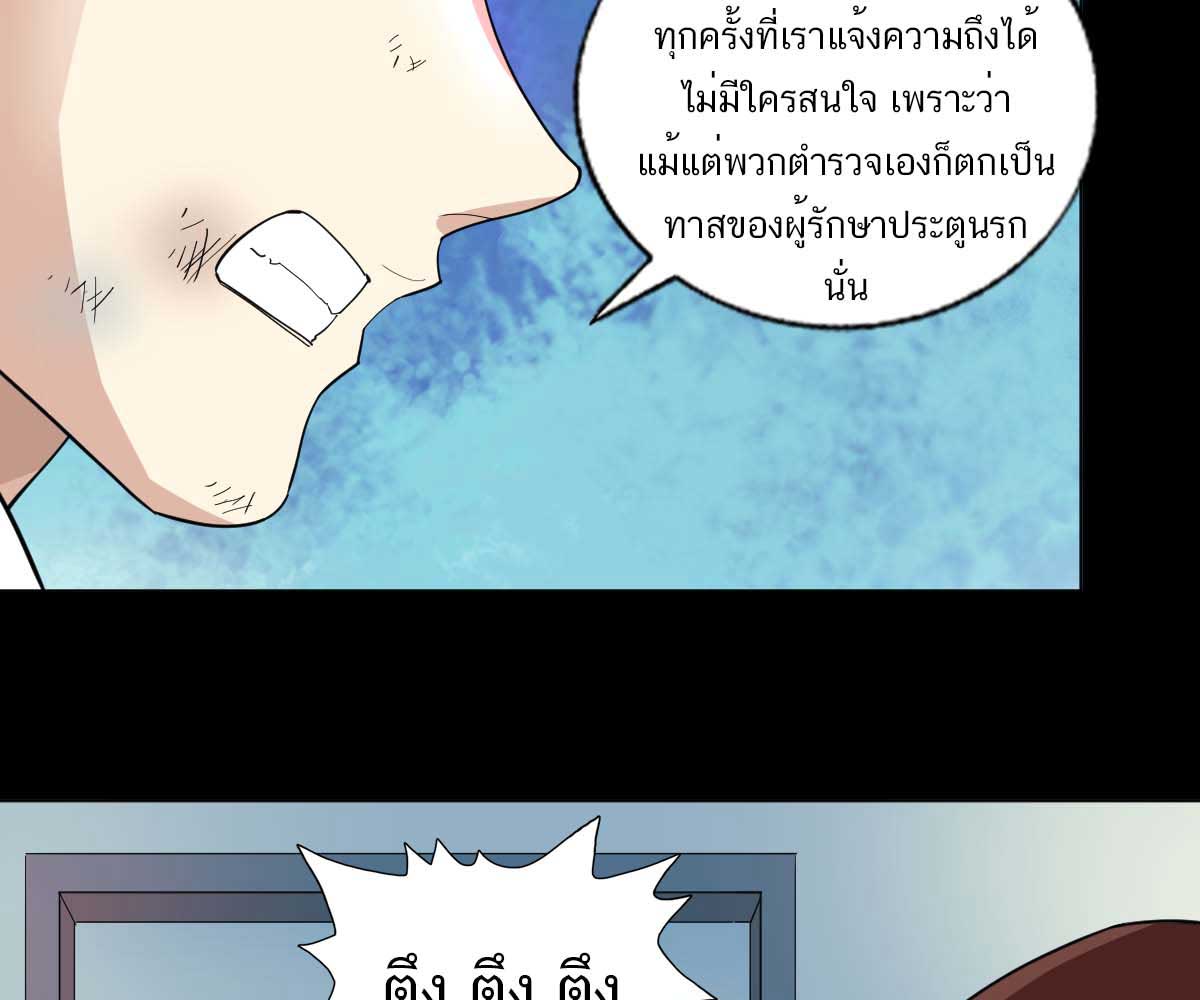 ทุกครั้งที่เราแจ้งความถึงได้
ไม่มีใครสนใจ เพราะว่า
แม้แต่พวกตำรวจเองก็ตกเป็น
ทาสของผู้รักษาประตูนรก
นั่น
ตึง ตึง ตึง